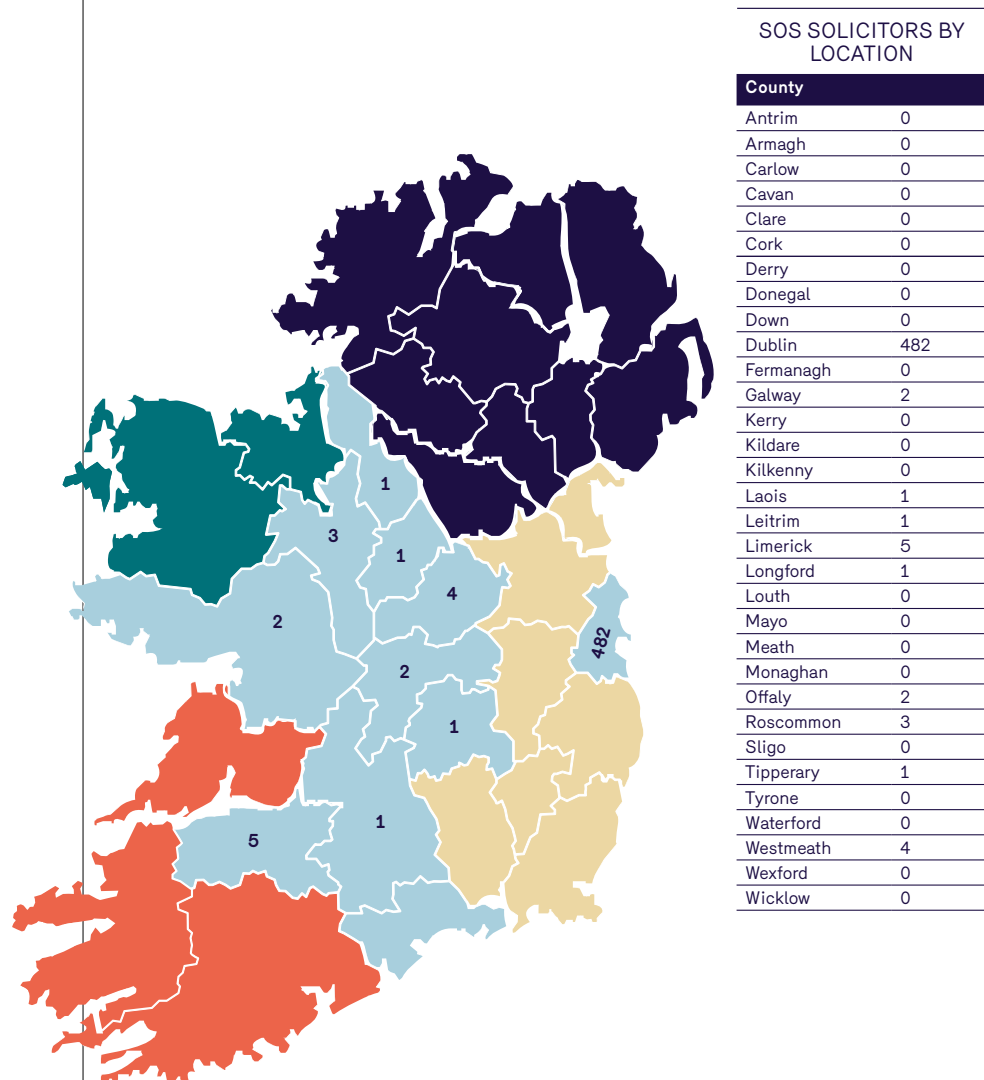 SOS SOLICITORS BY
LOCATION
County
Antrim 0
Armagh 0
Carlow 0
Cavan 0
Clare 0
Cork 0
Derry 0
Donegal 0
Down 0
Dublin 482
Fermanagh 0
Galway 2
Kerry 0
Kildare 0
Kilkenny 0
Laois 1
Leitrim 1
Limerick 5
Longford 1
Louth 0
Mayo 0
Meath 0
Monaghan 0
Offaly 2
Roscommon 3
Sligo 0
Tipperary 1
Tyrone 0
Waterford 0
Westmeath 4
Wexford 0
Wicklow 0
1
3
1
4
2
482
2
1
1
5